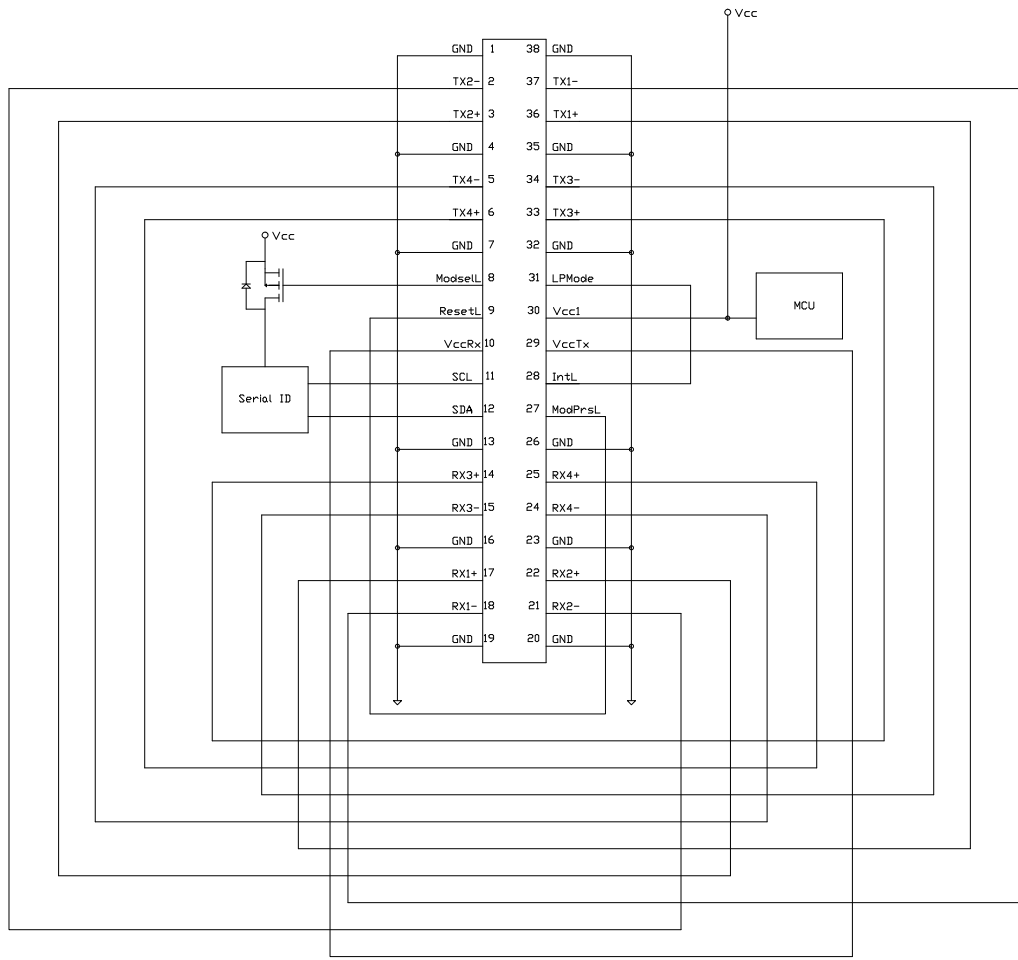 Vcc
GND 1 38 GND
TX2- 2 37 TX1-
TX2+ 3 36 TX1+
GND 4 35 GND
TX4- 5 34 TX3-
TX4+ 6 33 TX3+
Vcc
GND 7 32 GND
ModselL 8 31 LPMode
ResetL 9 30 Vcc1
MCU
VccRx 10 29 VccTx
SCL 11 28 IntL
Serial ID
SDA 12 27 ModPrsL
GND 13 26 GND
RX3+ 14 25 RX4+
RX3- 15 24 RX4-
GND 16 23 GND
RX1+ 17 22 RX2+
RX1- 18 21 RX2-
GND 19 20 GND